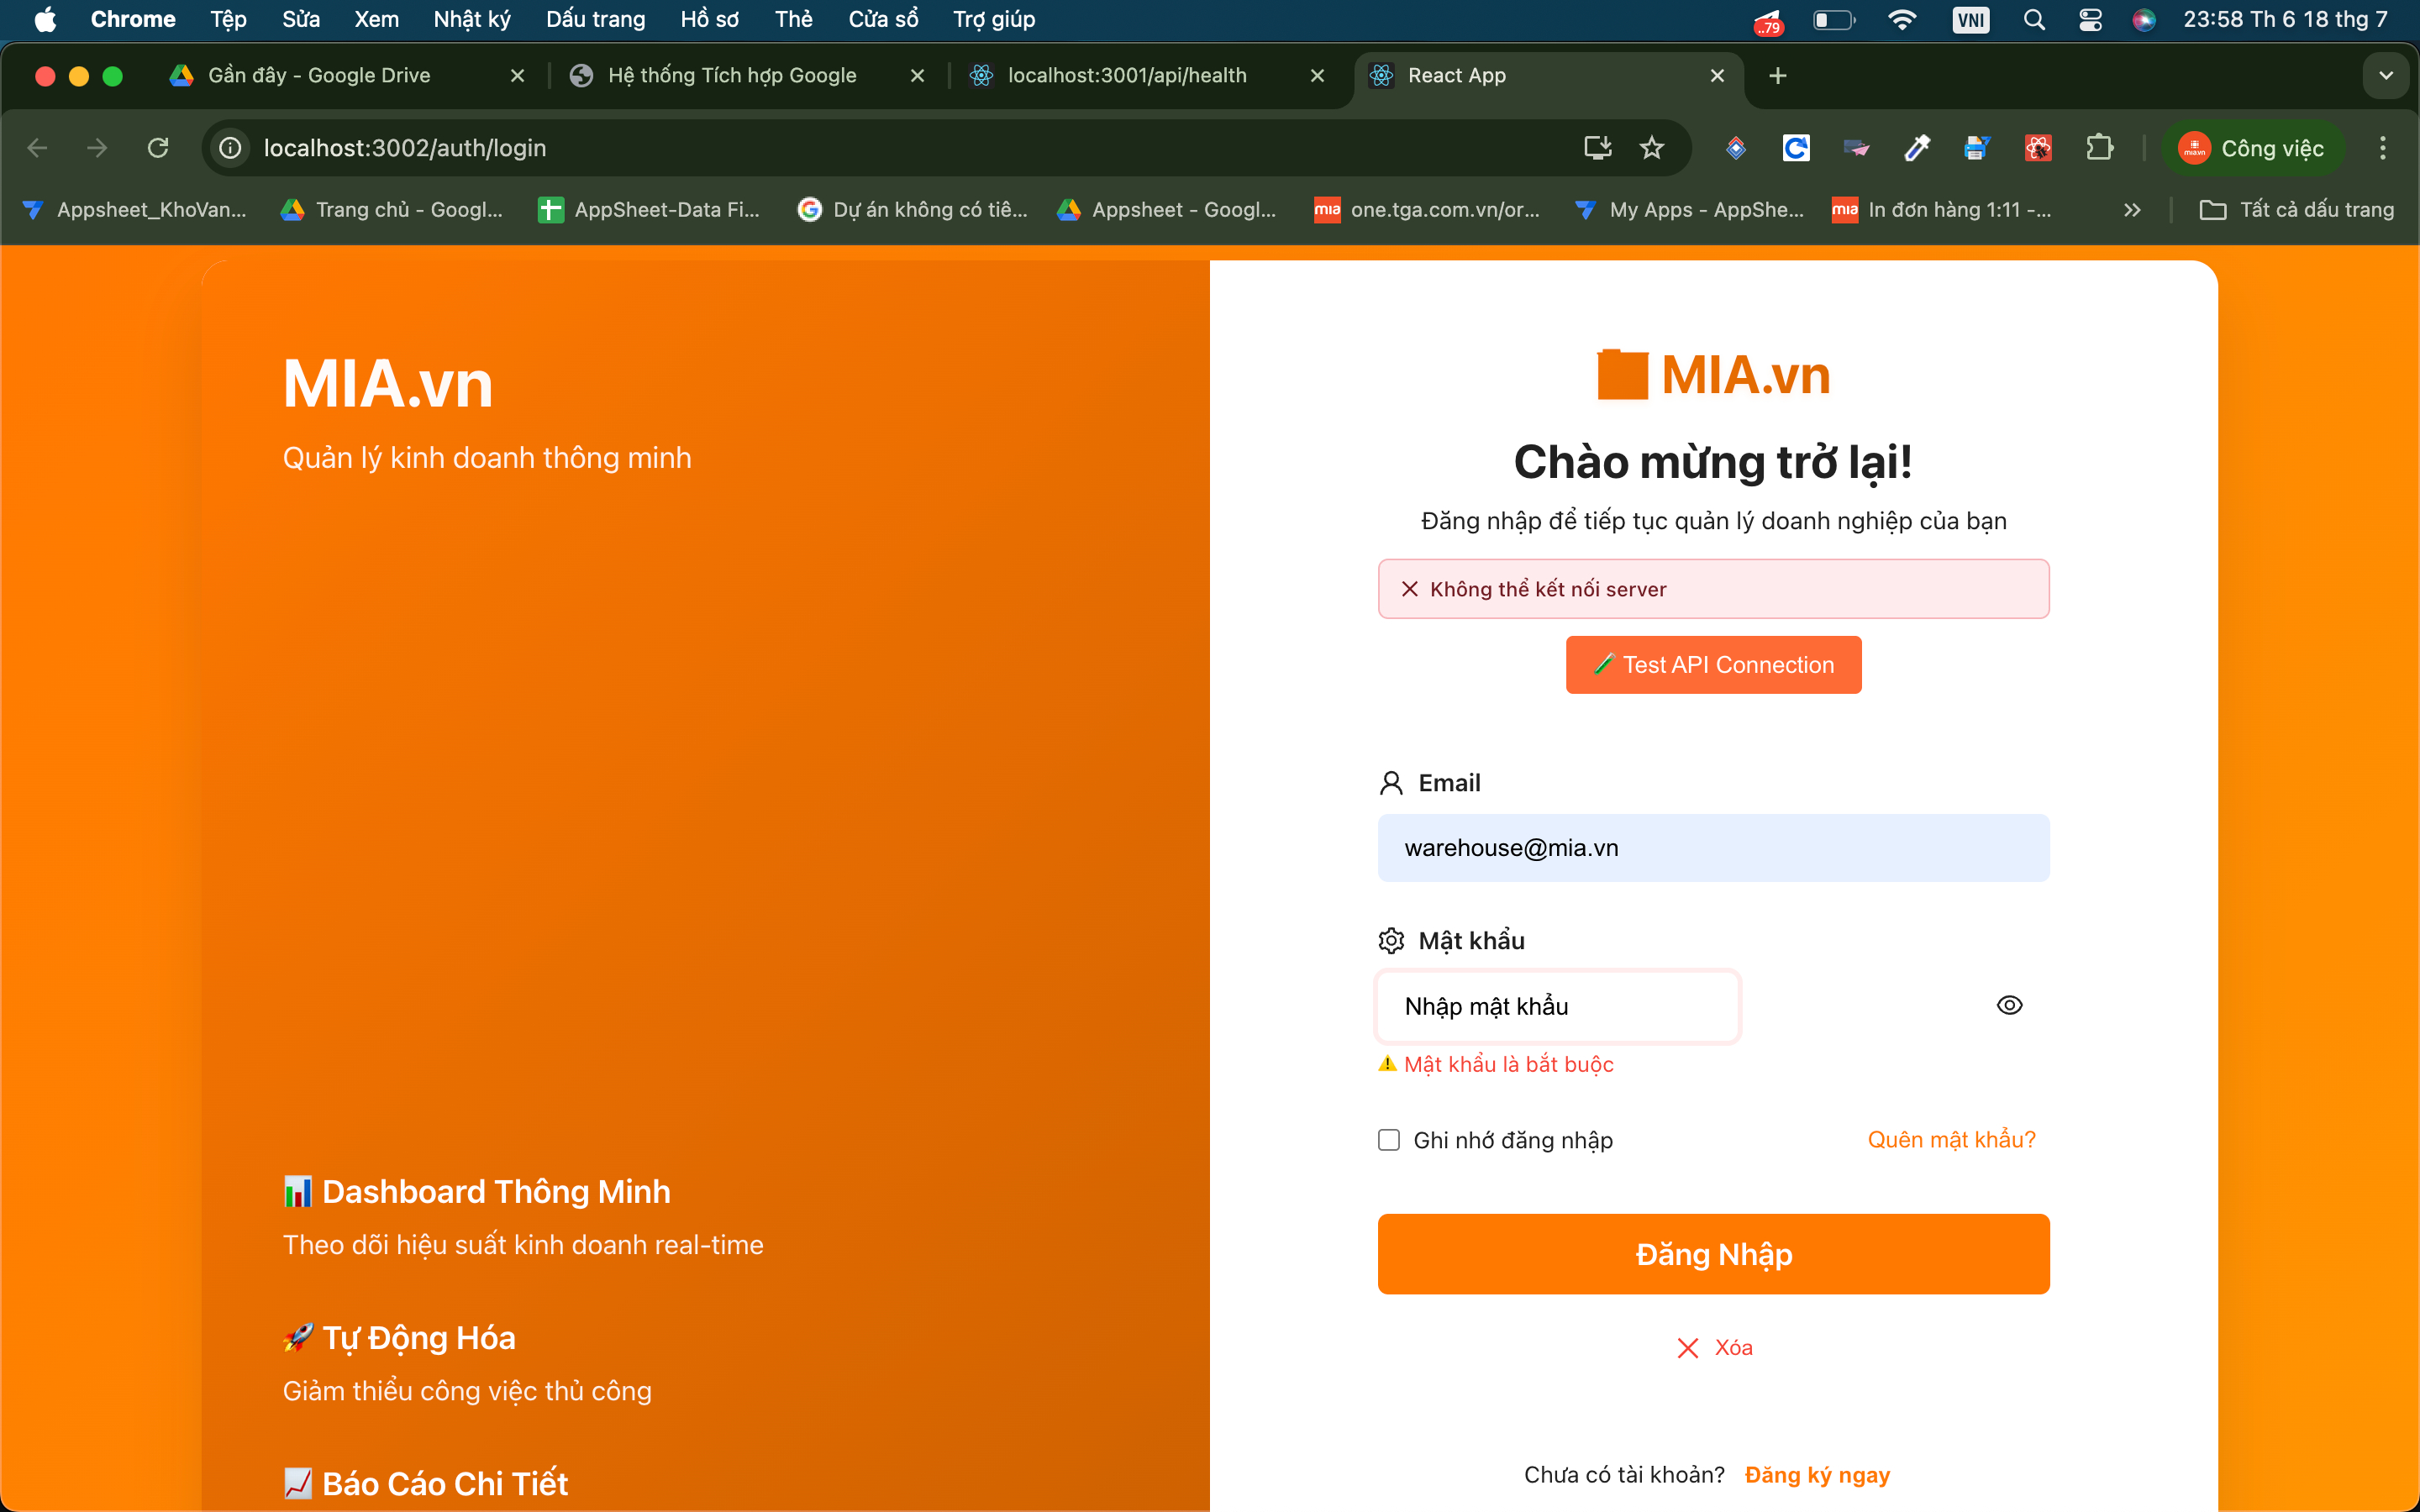 Chrome Tệp Sửa Xem Nhật ký Dấu trang Hồ sơ Thẻ Cửa sổ Trợ giúp ..79 VNI 23:58 Th 6 18 thg 7
Gần đây - Google Drive Hệ thống Tích hợp Google localhost:3001/api/health React App
localhost:3002/auth/login Công việc
Appsheet_KhoVan... Trang chủ - Googl... AppSheet-Data Fi... Dự án không có tiê... Appsheet - Googl... mia one.tga.com.vn/or... My Apps - AppShe... mia In đơn hàng 1:11 -... Tất cả dấu trang
MIA.vn
Quản lý kinh doanh thông minh
📊 Dashboard Thông Minh
Theo dõi hiệu suất kinh doanh real-time
🚀 Tự Động Hóa
Giảm thiểu công việc thủ công
📈 Báo Cáo Chi Tiết
MIA.vn
Chào mừng trở lại!
Đăng nhập để tiếp tục quản lý doanh nghiệp của bạn
Không thể kết nối server
🧪 Test API Connection
Email
warehouse@mia.vn
Mật khẩu
Nhập mật khẩu
⚠️ Mật khẩu là bắt buộc
Ghi nhớ đăng nhập Quên mật khẩu?
Đăng Nhập
Xóa
Chưa có tài khoản? Đăng ký ngay